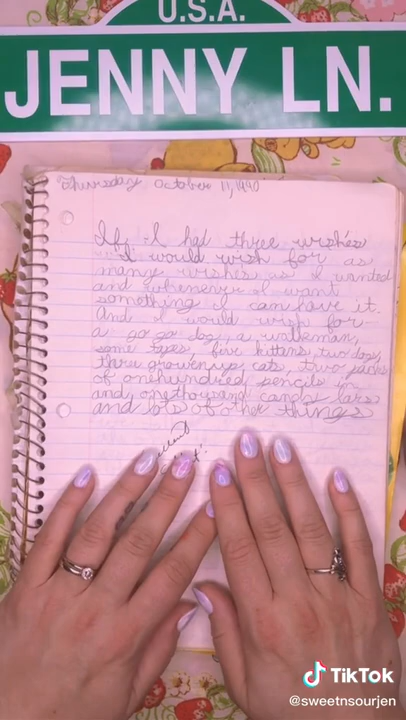 U.S.A.
JENNY LN.
Thursday October 11, 1990
If I had three wishes
I would wish for as
many wishes as I wanted
and whenever I want
something I can have it.
And I would wish for
a go go dog, a walkman,
some tapes, five kittens, two dogs,
three grownup cats, two packs
of onehundred pencils in
and, onethousand candy bars
and lots of other things
TikTok
@sweetnsourjen